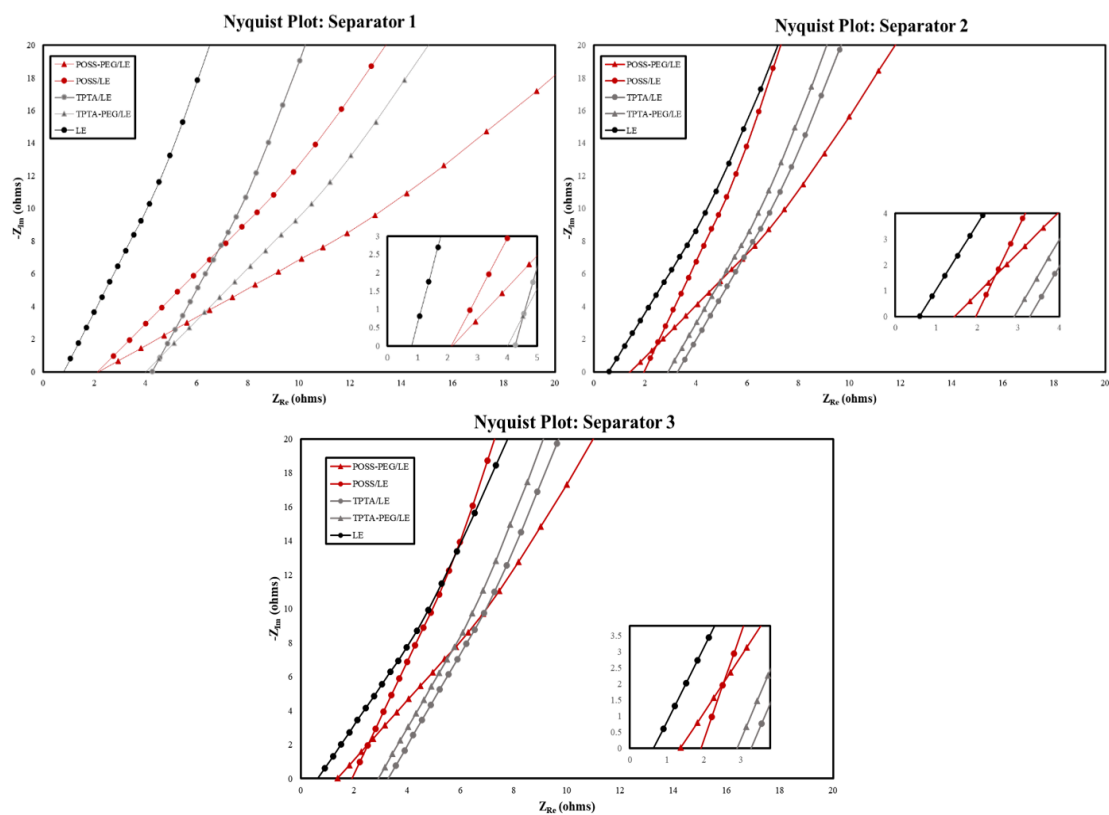 Nyquist Plot: Separator 1
20
18
16
14
12
10
8
6
4
2
0
-Z_Im (ohms)
POSS-PEG/LE
POSS/LE
TPTA/LE
TPTA-PEG/LE
LE
3
2.5
2
1.5
1
0.5
0
0 1 2 3 4 5
0 2 4 6 8 10 12 14 16 18 20
Z_Re (ohms)
Nyquist Plot: Separator 2
20
18
16
14
12
10
8
6
4
2
0
POSS-PEG/LE
POSS/LE
TPTA/LE
TPTA-PEG/LE
LE
4
3
2
1
0
0 1 2 3 4
0 2 4 6 8 10 12 14 16 18 20
Z_Re (ohms)
Nyquist Plot: Separator 3
20
18
16
14
12
10
8
6
4
2
0
-Z_Im (ohms)
POSS-PEG/LE
POSS/LE
TPTA/LE
TPTA-PEG/LE
LE
3.5
3
2.5
2
1.5
1
0.5
0
0 1 2 3
0 2 4 6 8 10 12 14 16 18 20
Z_Re (ohms)